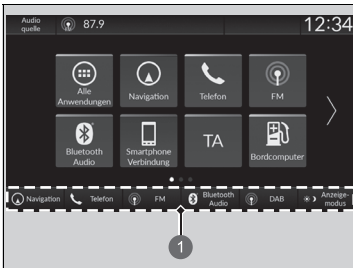 Audio
quelle
87.9
12:34
Alle
Anwendungen
Navigation
Telefon
FM
Bluetooth
Audio
Smartphone
Verbindung
TA
Bordcomputer
Navigation
Telefon
FM
Bluetooth
Audio
DAB
Anzeige-
modus
1